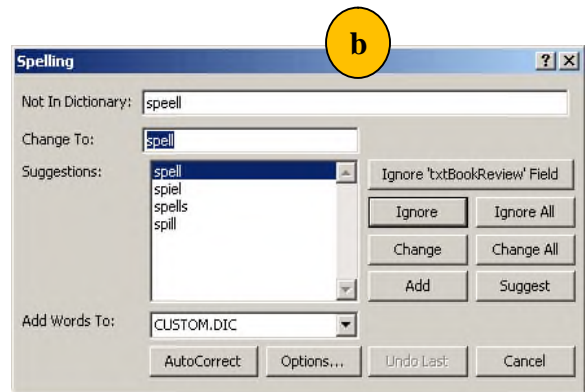 b
Spelling ? X
Not In Dictionary: speell
Change To: spell
Suggestions: spell
spiel
spells
spill
Ignore 'txtBookReview' Field
Ignore Ignore All
Change Change All
Add Suggest
Add Words To: CUSTOM.DIC
AutoCorrect Options... Undo Last Cancel